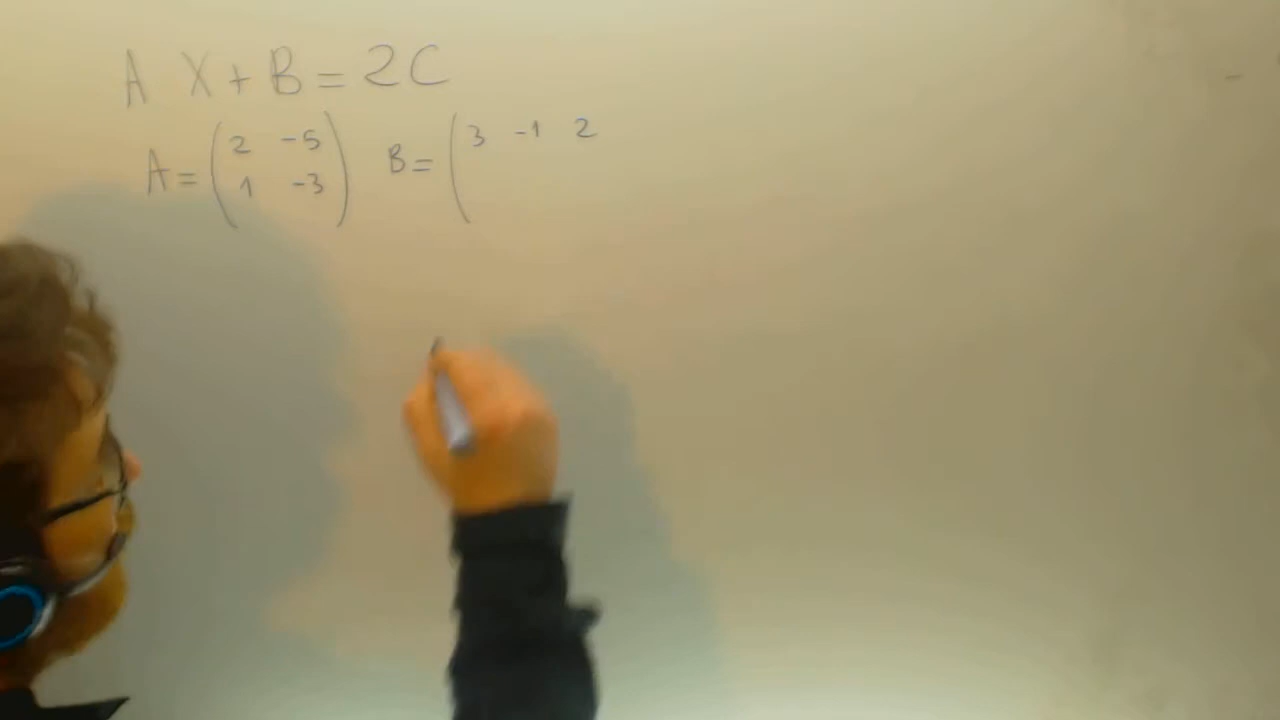 A X + B = 2C
A = ( 2 -5 ) B = ( 3 -1 2
1 -3